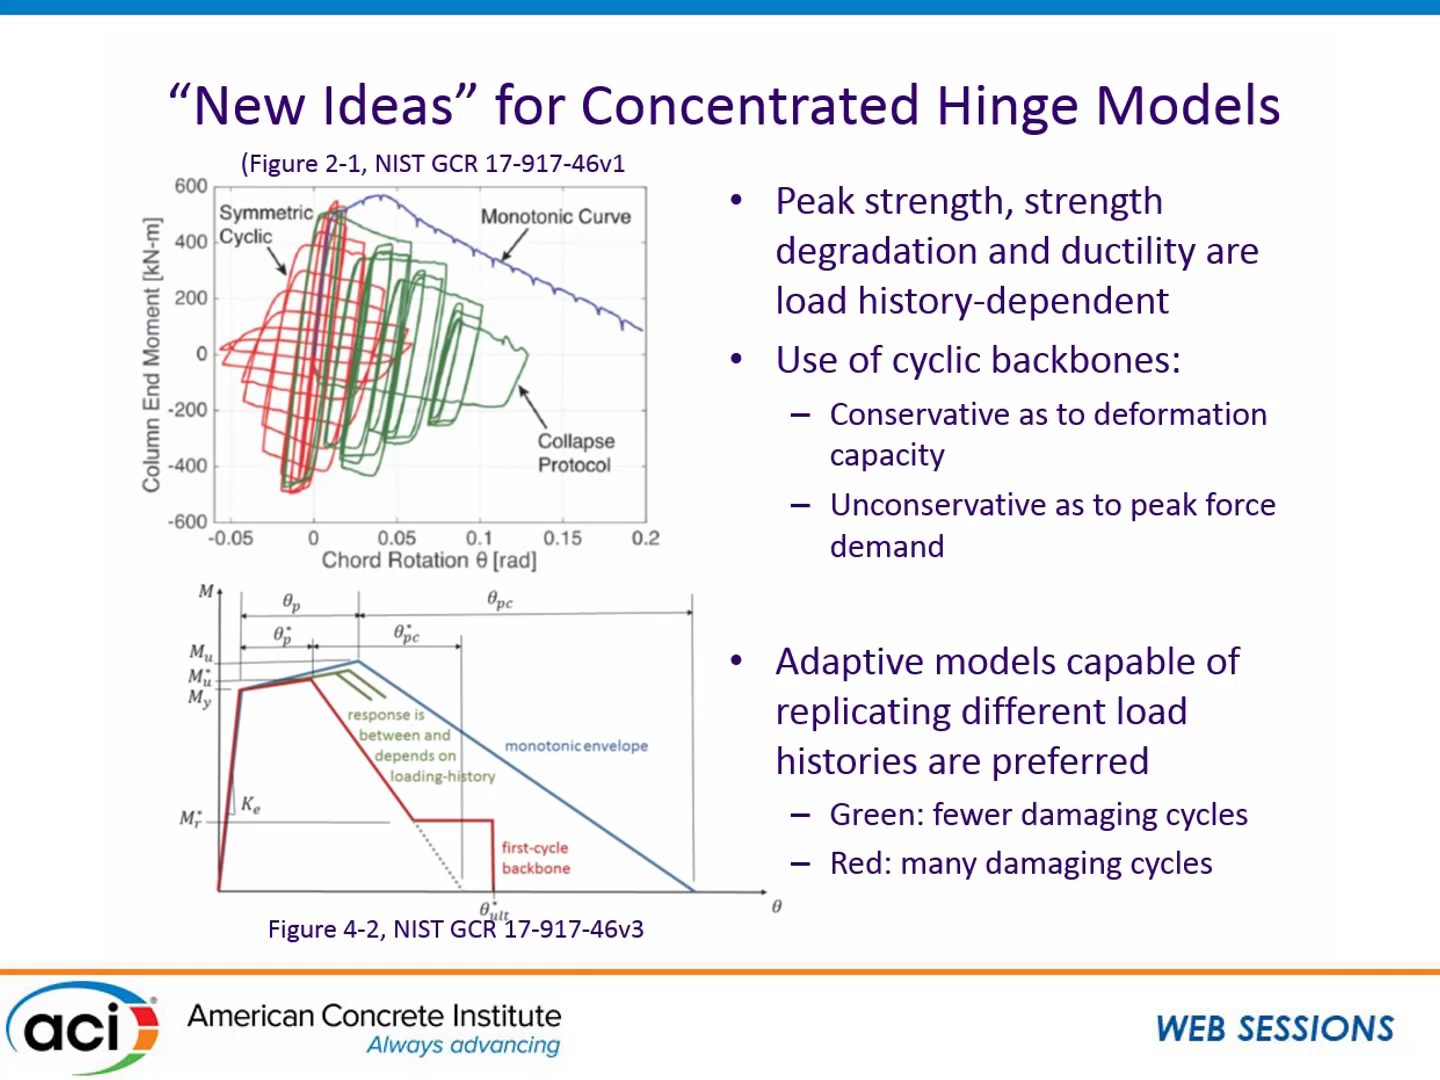 “New Ideas” for Concentrated Hinge Models
(Figure 2-1, NIST GCR 17-917-46v1
600
400
200
0
-200
-400
-600
Column End Moment [kN-m]
Symmetric
Cyclic
Monotonic Curve
Collapse
Protocol
-0.05 0 0.05 0.1 0.15 0.2
Chord Rotation θ [rad]
M
θp
θpc
θ*p
θ*pc
Mu
M*u
My
M*r
Ke
response is
between and
depends on
loading-history
monotonic envelope
first-cycle
backbone
θ*ult
θ
Figure 4-2, NIST GCR 17-917-46v3
• Peak strength, strength
degradation and ductility are
load history-dependent
• Use of cyclic backbones:
– Conservative as to deformation
capacity
– Unconservative as to peak force
demand
• Adaptive models capable of
replicating different load
histories are preferred
– Green: fewer damaging cycles
– Red: many damaging cycles
aci®
American Concrete Institute
Always advancing
WEB SESSIONS